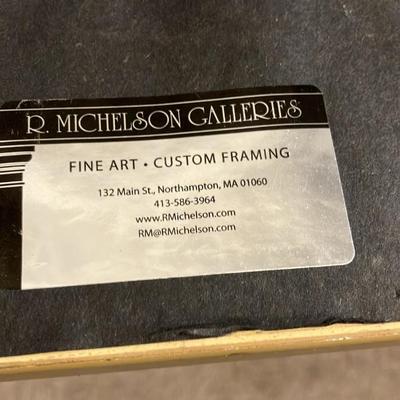 R. MICHELSON GALLERIES
FINE ART • CUSTOM FRAMING
132 Main St., Northampton, MA 01060
413-586-3964
www.RMichelson.com
RM@RMichelson.com